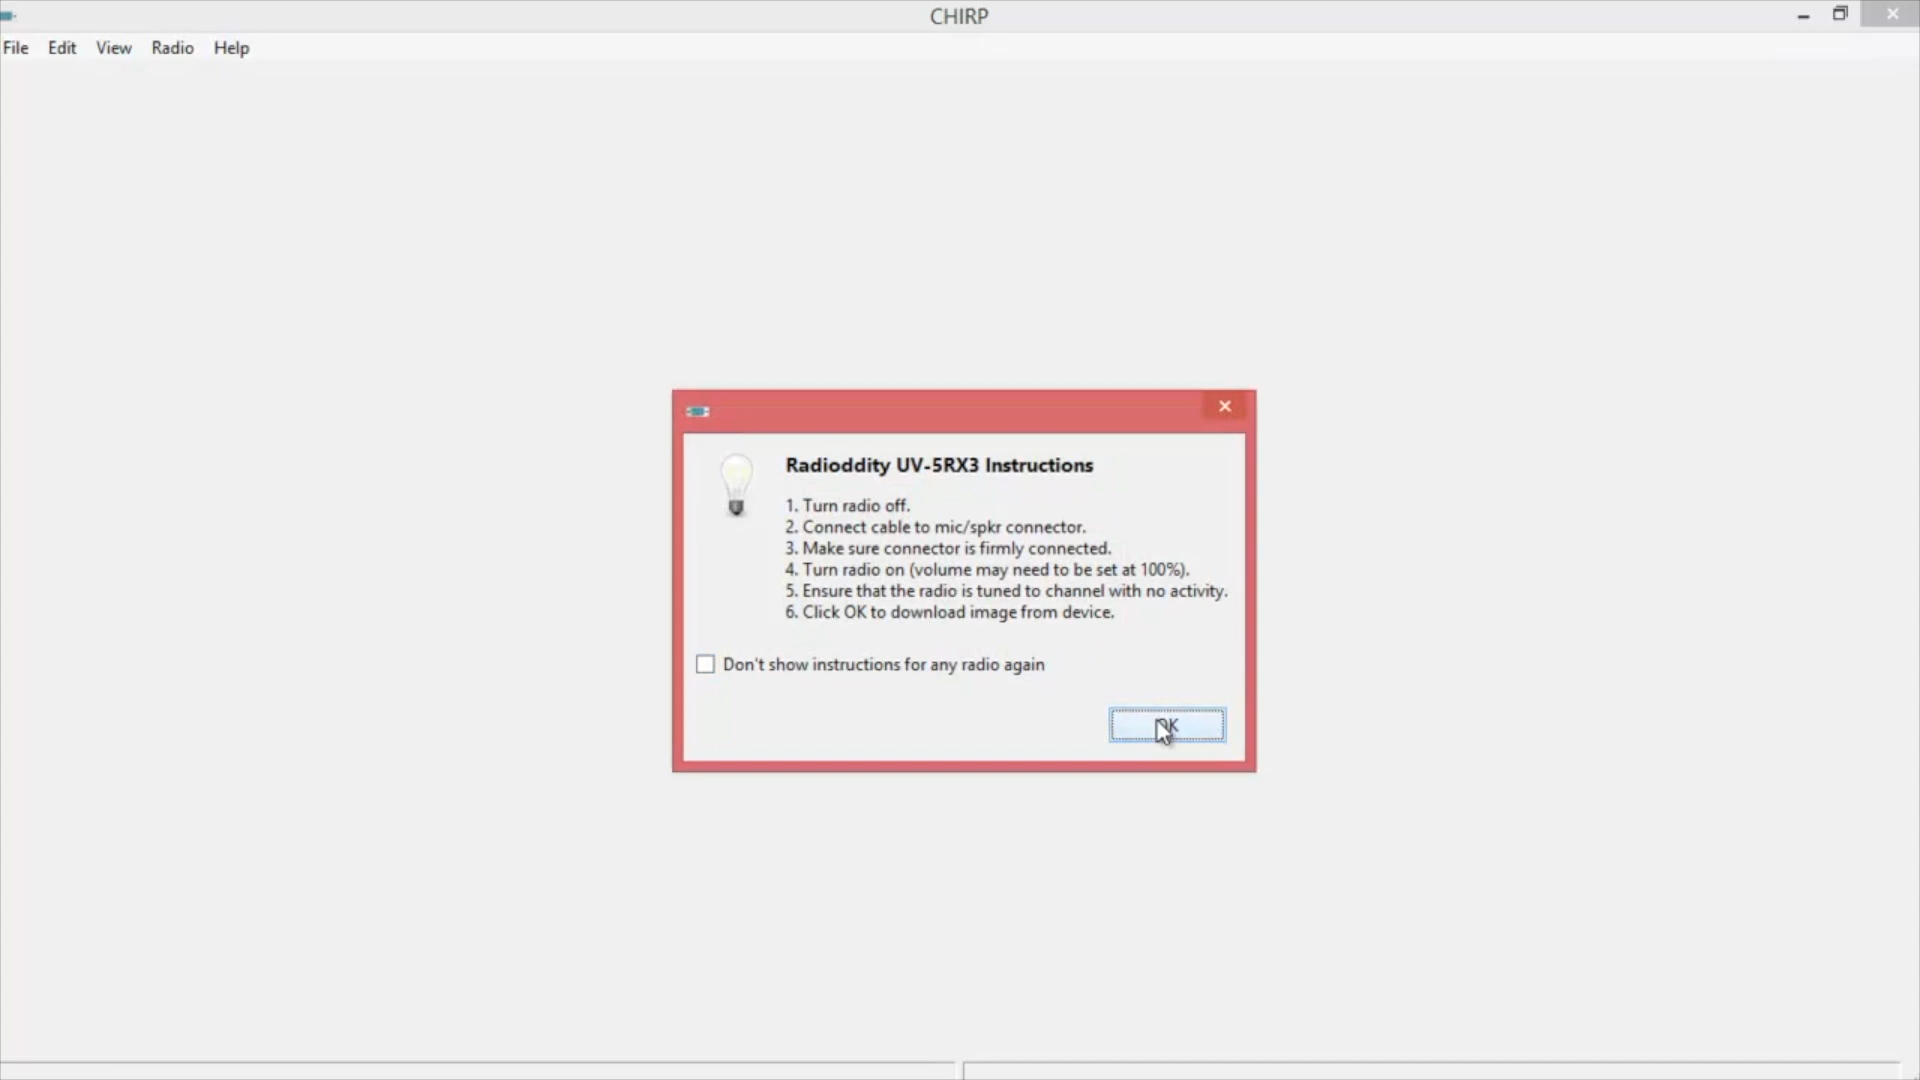 CHIRP
File Edit View Radio Help
Radioddity UV-5RX3 Instructions
1. Turn radio off.
2. Connect cable to mic/spkr connector.
3. Make sure connector is firmly connected.
4. Turn radio on (volume may need to be set at 100%).
5. Ensure that the radio is tuned to channel with no activity.
6. Click OK to download image from device.
Don't show instructions for any radio again
OK